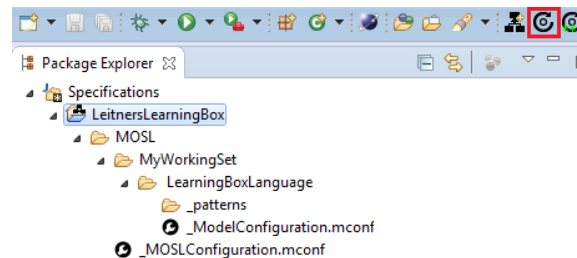 Package Explorer
Specifications
LeitnersLearningBox
MOSL
MyWorkingSet
LearningBoxLanguage
_patterns
_ModelConfiguration.mconf
_MOSLConfiguration.mconf